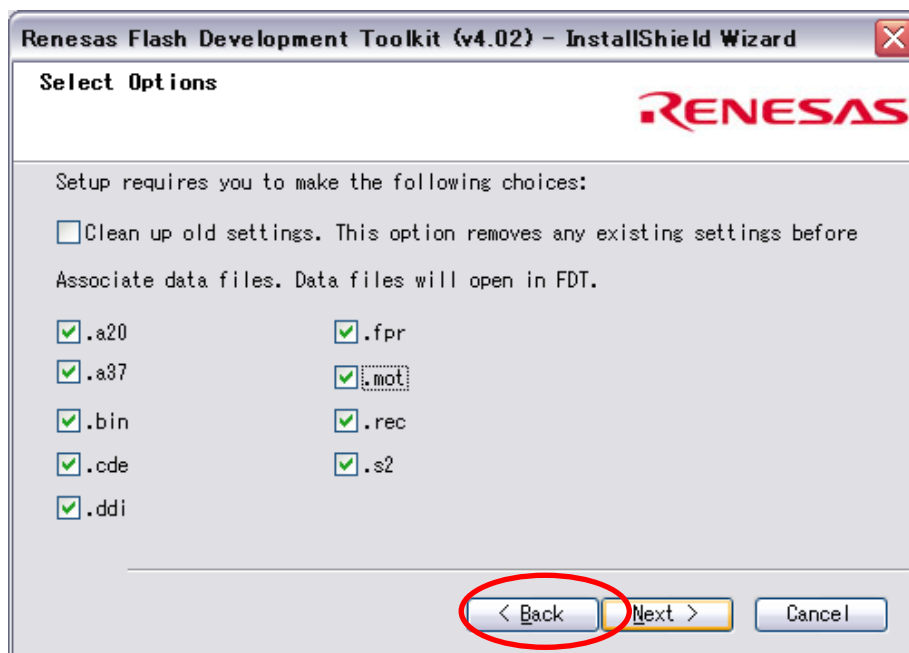 Renesas Flash Development Toolkit (v4.02) - InstallShield Wizard
Select Options
RENESAS
Setup requires you to make the following choices:
Clean up old settings. This option removes any existing settings before
Associate data files. Data files will open in FDT.
.a20 .fpr
.a37 .mot
.bin .rec
.cde .s2
.ddi
< Back Next > Cancel